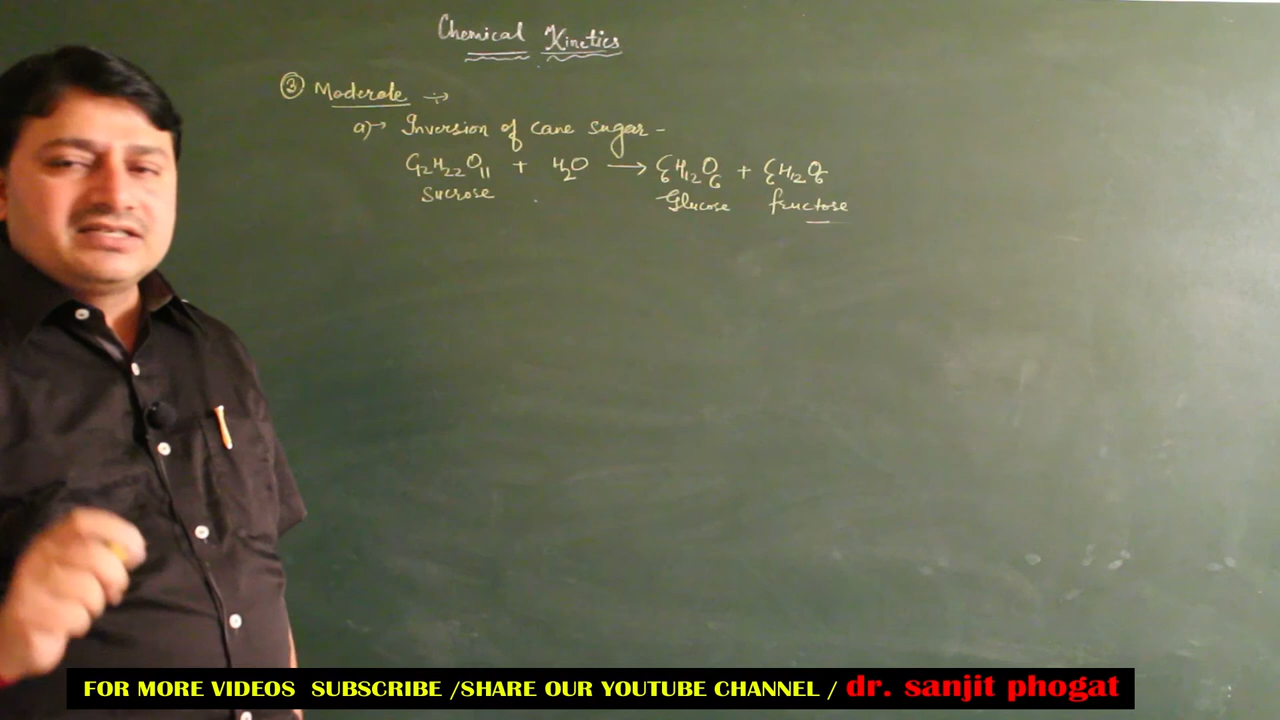 Chemical Kinetics
③ Moderate →
a)→ Inversion of cane sugar -
C₁₂H₂₂O₁₁ + H₂O ⟶ C₆H₁₂O₆ + C₆H₁₂O₆
Sucrose Glucose fructose
FOR MORE VIDEOS SUBSCRIBE /SHARE OUR YOUTUBE CHANNEL / dr. sanjit phogat